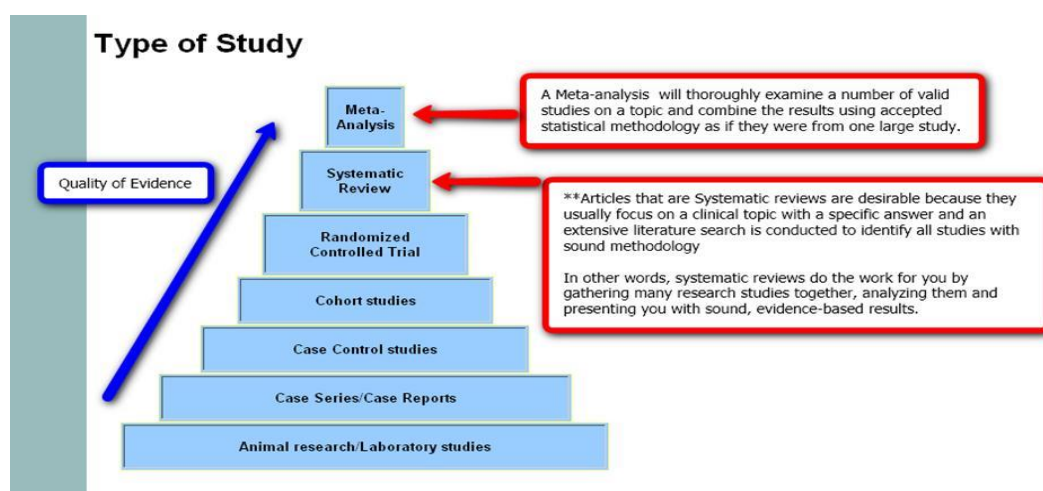 Type of Study
Meta-
Analysis
A Meta-analysis will thoroughly examine a number of valid
studies on a topic and combine the results using accepted
statistical methodology as if they were from one large study.
Quality of Evidence
Systematic
Review
**Articles that are Systematic reviews are desirable because they
usually focus on a clinical topic with a specific answer and an
extensive literature search is conducted to identify all studies with
sound methodology
In other words, systematic reviews do the work for you by
gathering many research studies together, analyzing them and
presenting you with sound, evidence-based results.
Randomized
Controlled Trial
Cohort studies
Case Control studies
Case Series/Case Reports
Animal research/Laboratory studies